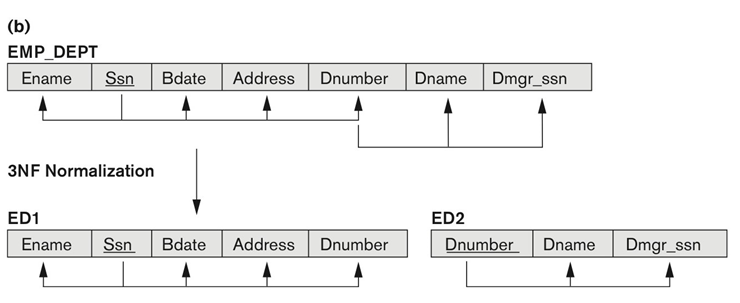 (b)
EMP_DEPT
Ename Ssn Bdate Address Dnumber Dname Dmgr_ssn
3NF Normalization
ED1 ED2
Ename Ssn Bdate Address Dnumber Dnumber Dname Dmgr_ssn